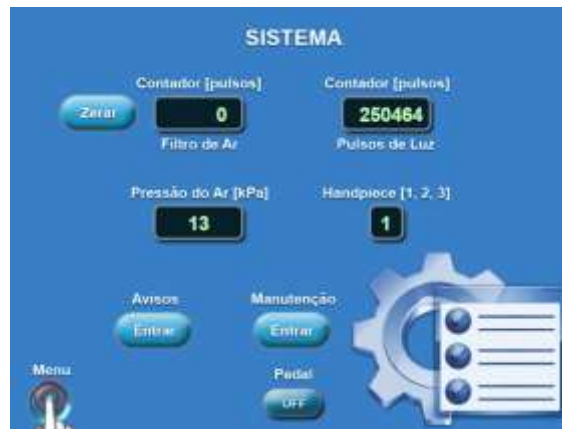 SISTEMA
Contador [pulsos]
Contador [pulsos]
Zerar
0
250464
Filtro de Ar
Pulsos de Luz
Pressão do Ar [kPa]
Handpiece [1, 2, 3]
13
1
Avisos
Manutenção
Entrar
Entrar
Menu
Pedal
OFF